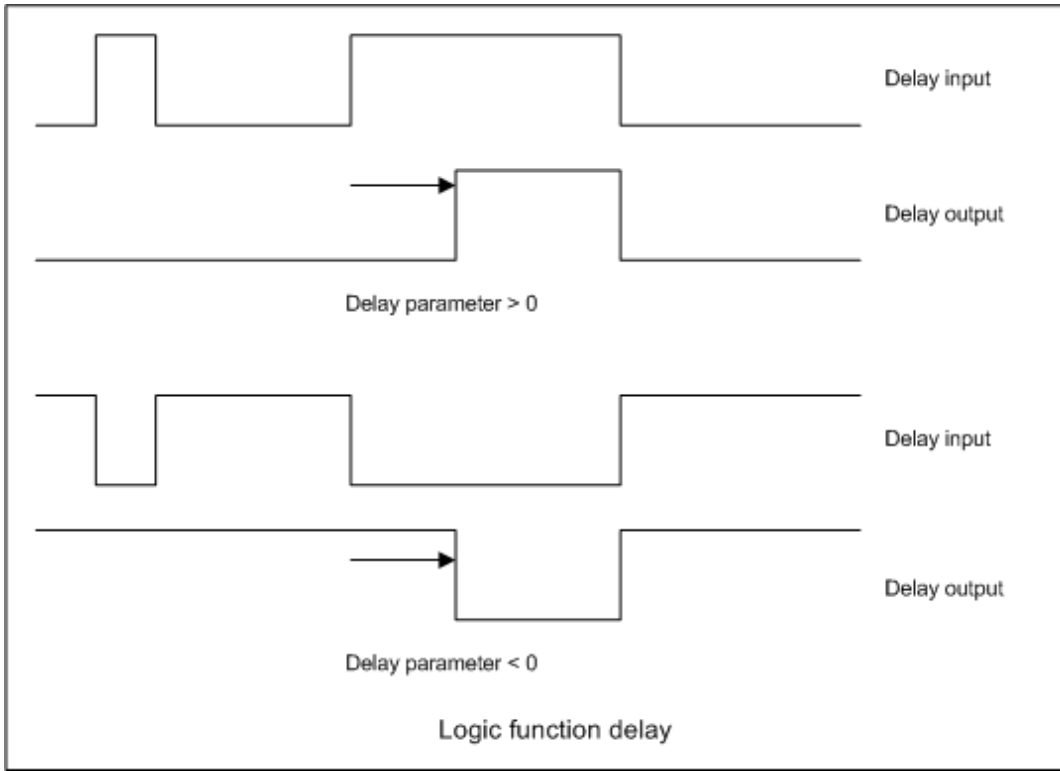 Delay input
Delay output
Delay parameter > 0
Delay input
Delay output
Delay parameter < 0
Logic function delay